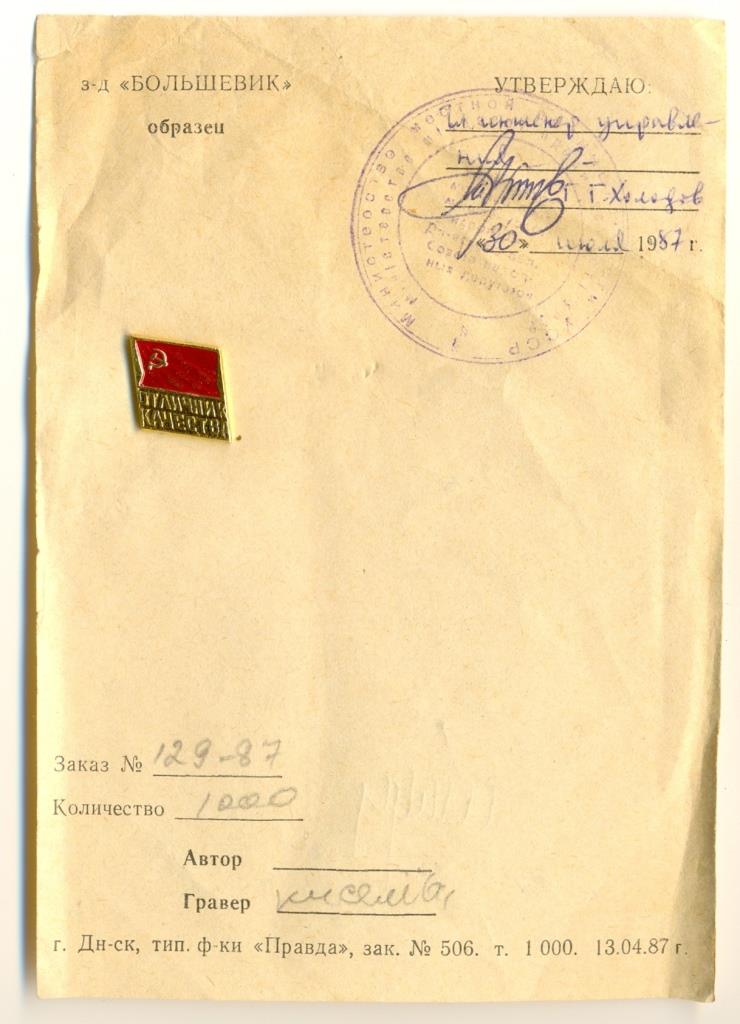 з-д «БОЛЬШЕВИК»
образец
УТВЕРЖДАЮ:
гл. инженер управле-
ния
Г. Г. Холодов
«30» июля 1987 г.
ОТЛИЧНИК
КАЧЕСТВА
Заказ № 129-87
Количество 1000
Автор
Гравер
г. Дн-ск, тип. ф-ки «Правда», зак. № 506. т. 1 000. 13.04.87 г.